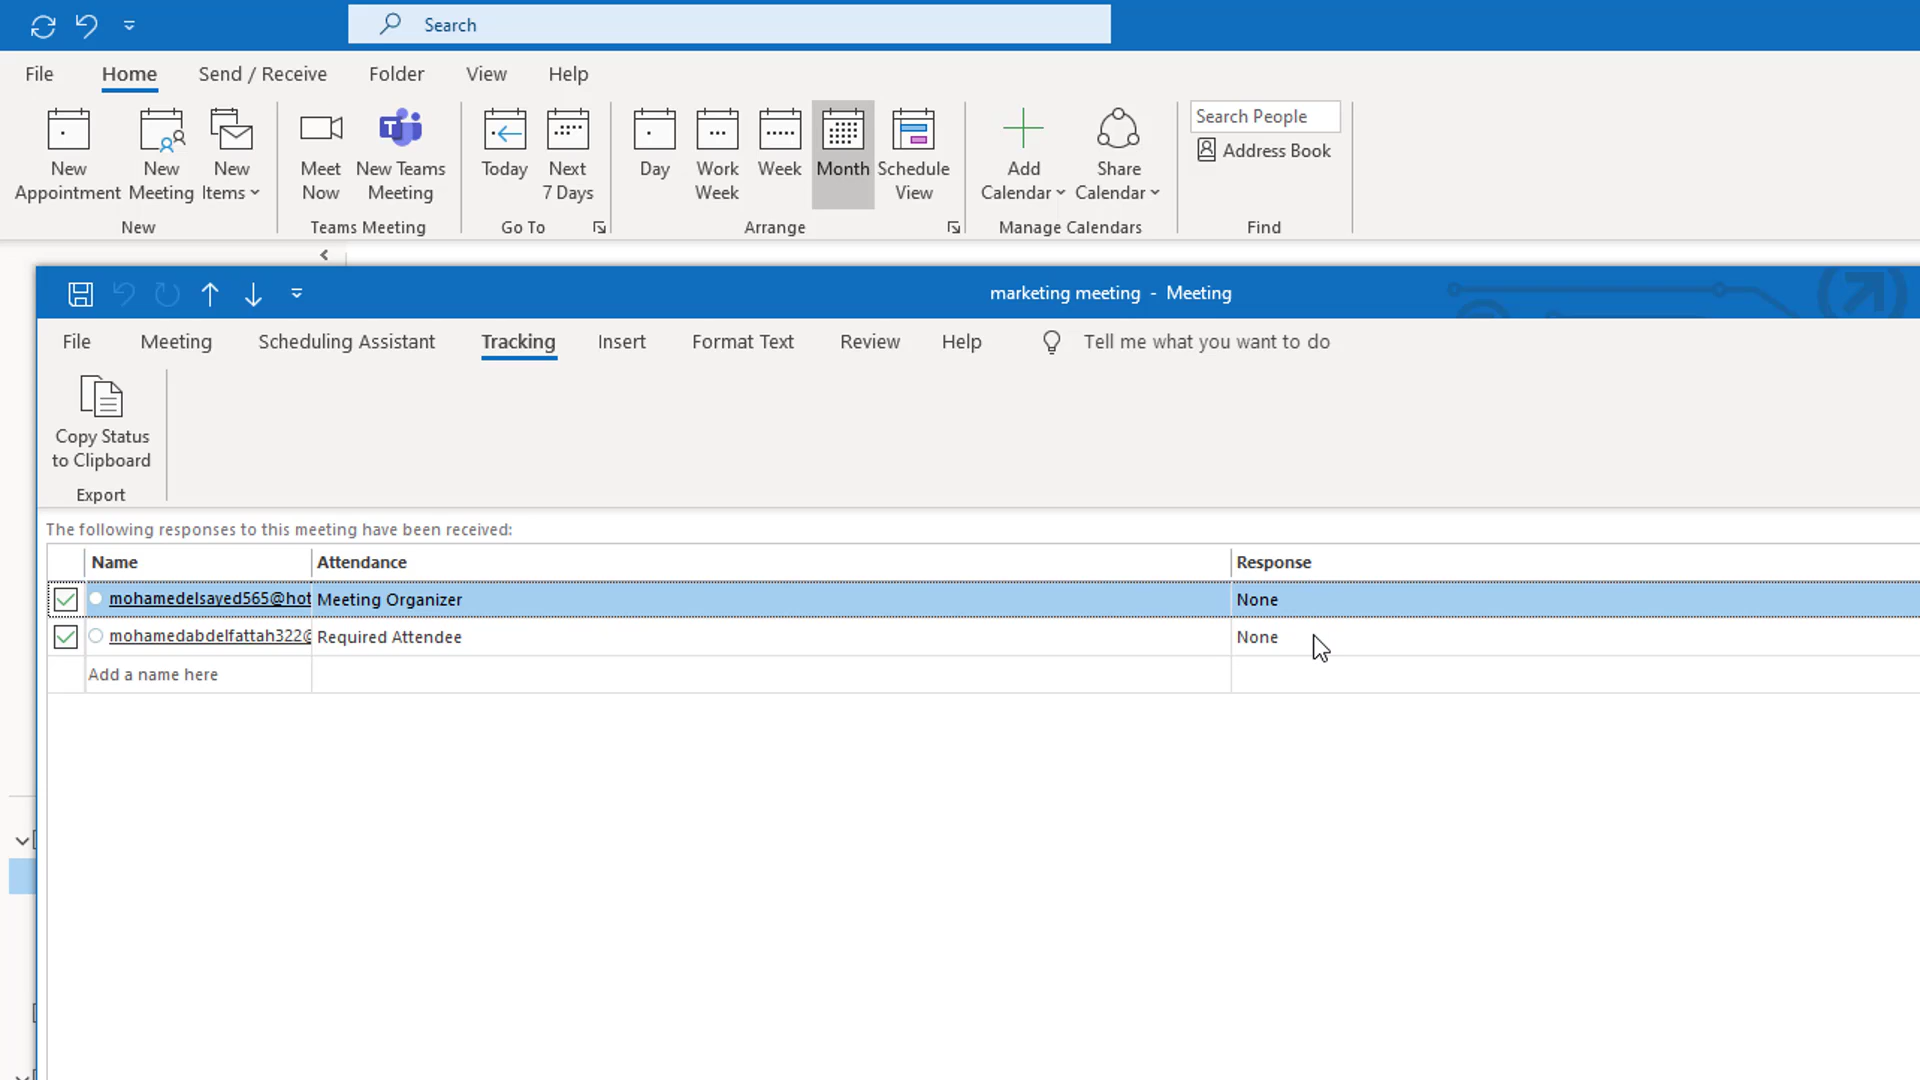 Search
File Home Send / Receive Folder View Help
New Appointment
New Meeting
New Items
Meet Now
New Teams Meeting
Today
Next 7 Days
Day
Work Week
Week
Month
Schedule View
Add Calendar
Share Calendar
Search People
Address Book
New
Teams Meeting
Go To
Arrange
Manage Calendars
Find
marketing meeting - Meeting
File Meeting Scheduling Assistant Tracking Insert Format Text Review Help Tell me what you want to do
Copy Status
to Clipboard
Export
The following responses to this meeting have been received:
Name Attendance Response
mohamedelsayed565@hot Meeting Organizer None
mohamedabdelfattah322@ Required Attendee None
Add a name here